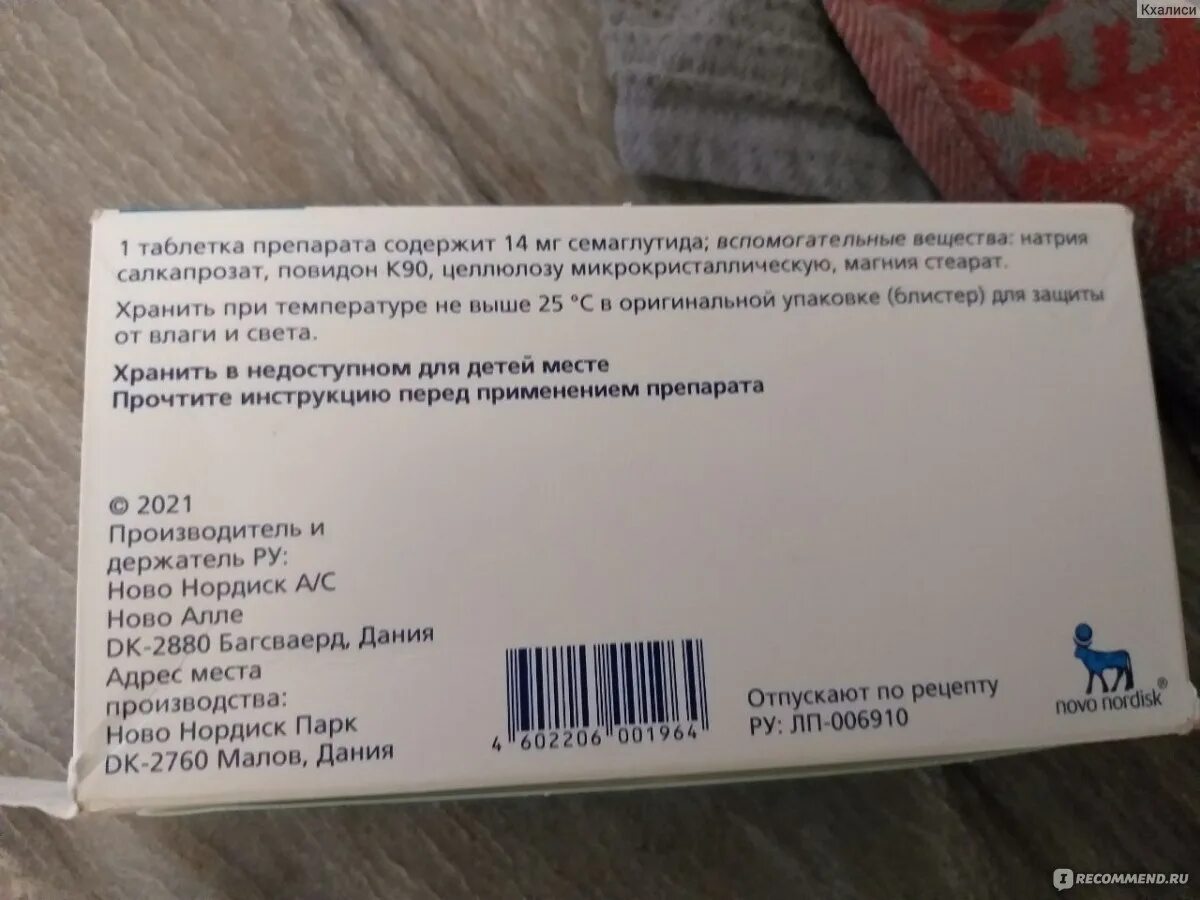 Кхалиси
1 таблетка препарата содержит 14 мг семаглутида; вспомогательные вещества: натрия
салкапрозат, повидон К90, целлюлозу микрокристаллическую, магния стеарат.
Хранить при температуре не выше 25 °С в оригинальной упаковке (блистер) для защиты
от влаги и света.
Хранить в недоступном для детей месте
Прочтите инструкцию перед применением препарата
© 2021
Производитель и
держатель РУ:
Ново Нордиск А/С
Ново Алле
DK-2880 Багсваерд, Дания
Адрес места
производства:
Ново Нордиск Парк
DK-2760 Малов, Дания
4 602206 001964
Отпускают по рецепту
РУ: ЛП-006910
novo nordisk®
IRECOMMEND.RU